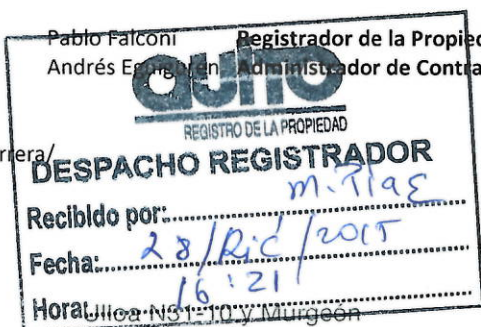 Pablo Falconi Registrador de la Propied
Andrés Administrador de Contra
quito
REGISTRO DE LA PROPIEDAD
rrera/
DESPACHO REGISTRADOR
Recibido por:
Fecha: 28/Dic/2015
Hora: 16:21
Ulloa N31-10 y Murgeón